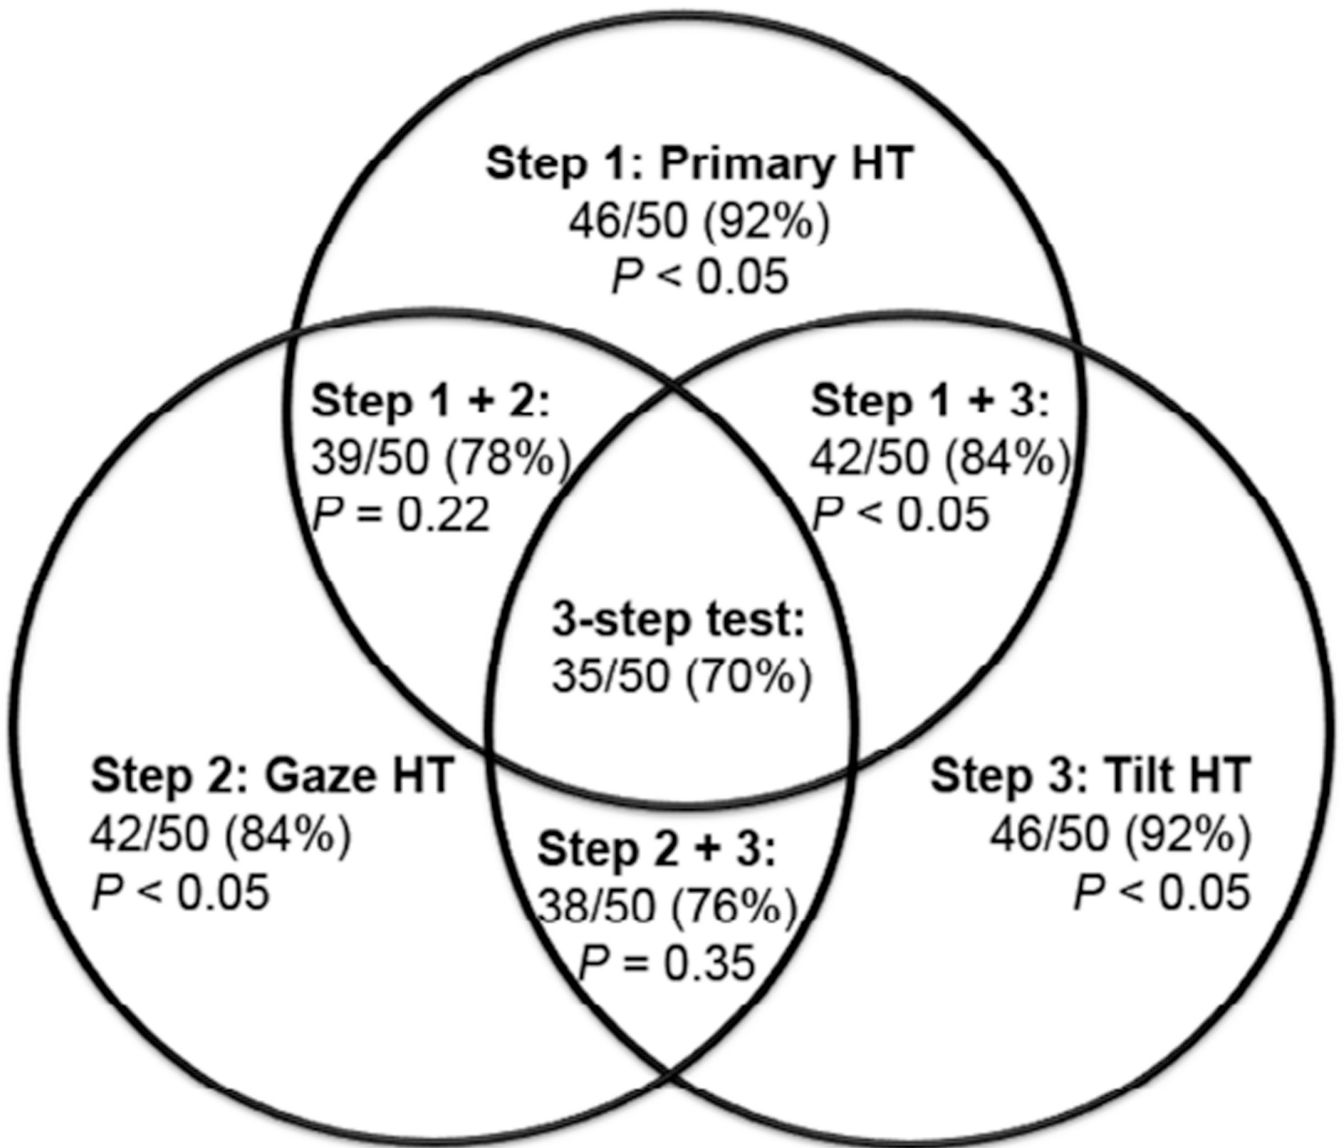 Step 1: Primary HT
46/50 (92%)
P < 0.05
Step 1 + 2:
39/50 (78%)
P = 0.22
Step 1 + 3:
42/50 (84%)
P < 0.05
3-step test:
35/50 (70%)
Step 2: Gaze HT
42/50 (84%)
P < 0.05
Step 3: Tilt HT
46/50 (92%)
P < 0.05
Step 2 + 3:
38/50 (76%)
P = 0.35